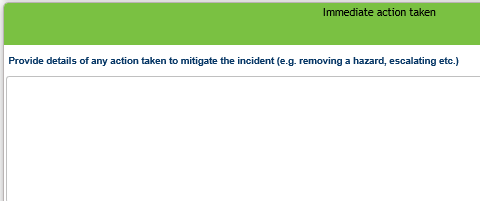 Immediate action taken
Provide details of any action taken to mitigate the incident (e.g. removing a hazard, escalating etc.)